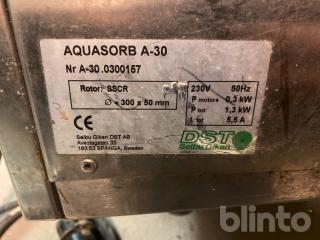 AQUASORB A-30
Nr A-30.0300157
Rotor: SSCR
ø = 300 x 50 mm
230V 50Hz
P motors 0,3 kW
P tot 1,3 kW
I tot 5,5 A
CE
Seibu Giken DST AB
Avestagatan 33
163 53 SPÅNGA, Sweden
DST
Seibu Giken
blinto